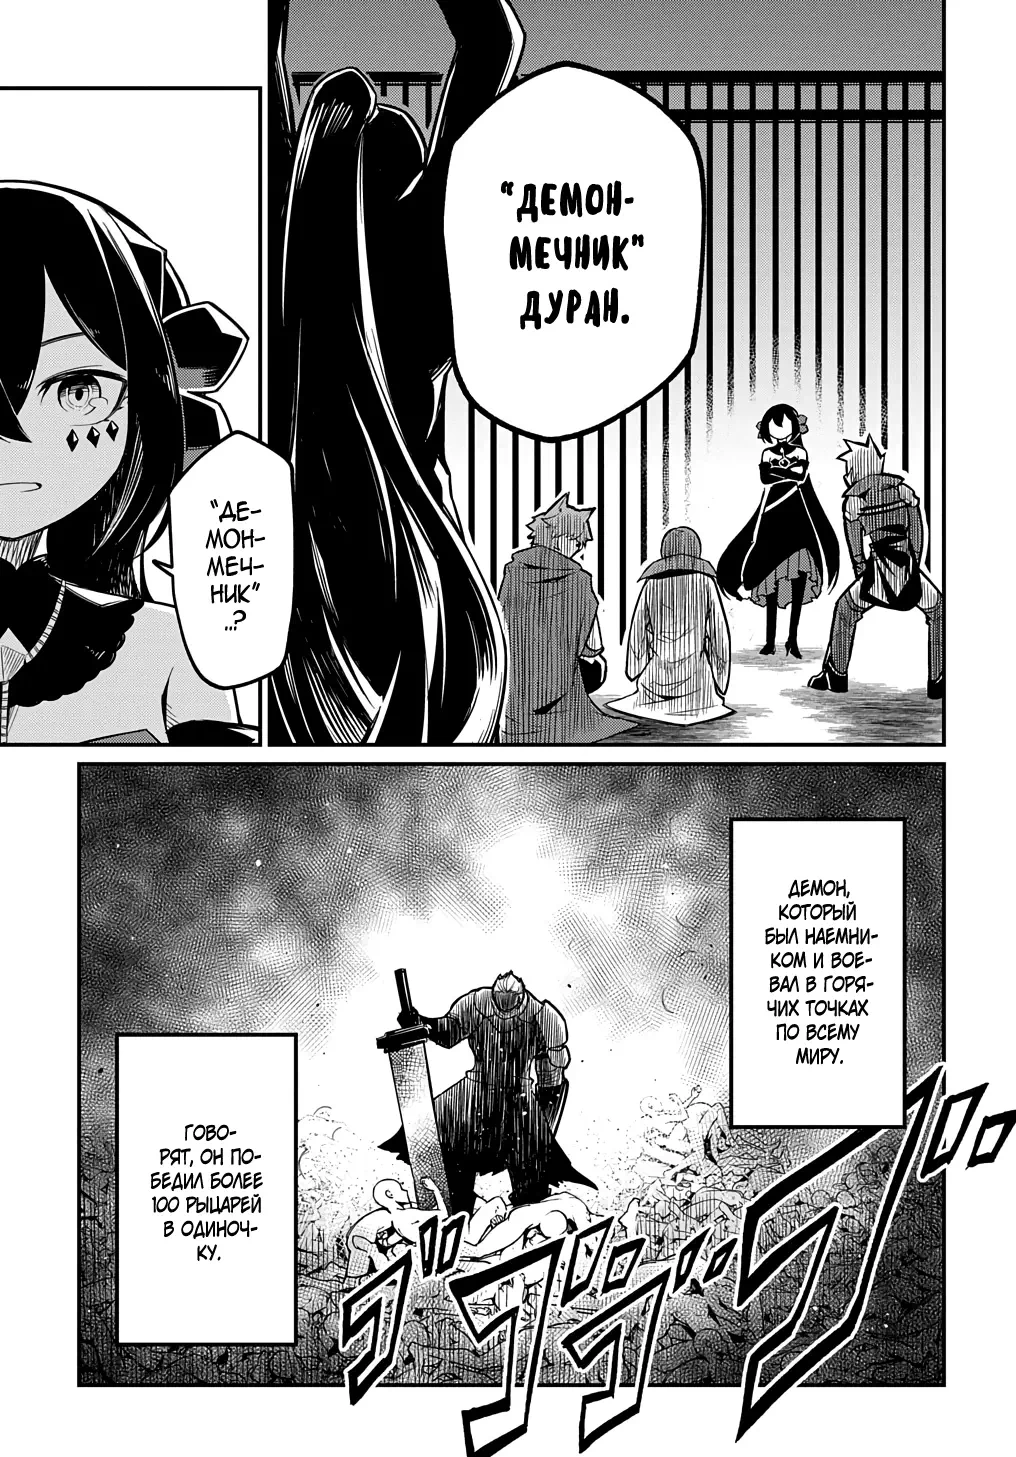 "ДЕМОН-
МЕЧНИК"
ДУРАН.
"ДЕ-
МОН-
МЕЧ-
НИК"
...?
ДЕМОН,
КОТОРЫЙ
БЫЛ НАЕМНИ-
КОМ И ВОЕ-
ВАЛ В ГОРЯ-
ЧИХ ТОЧКАХ
ПО ВСЕМУ
МИРУ.
ГОВО-
РЯТ, ОН ПО-
БЕДИЛ БОЛЕЕ
100 РЫЦАРЕЙ
В ОДИНОЧ-
КУ.